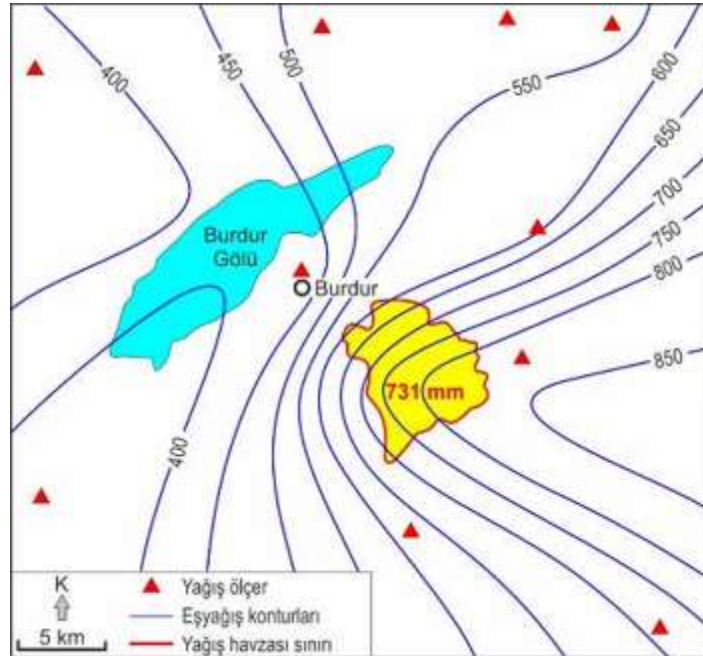 400
450
500
550
600
650
700
750
800
850
Burdur
Gölü
Burdur
731 mm
400
K
5 km
Yağış ölçer
Eşyağış konturları
Yağış havzası sınırı